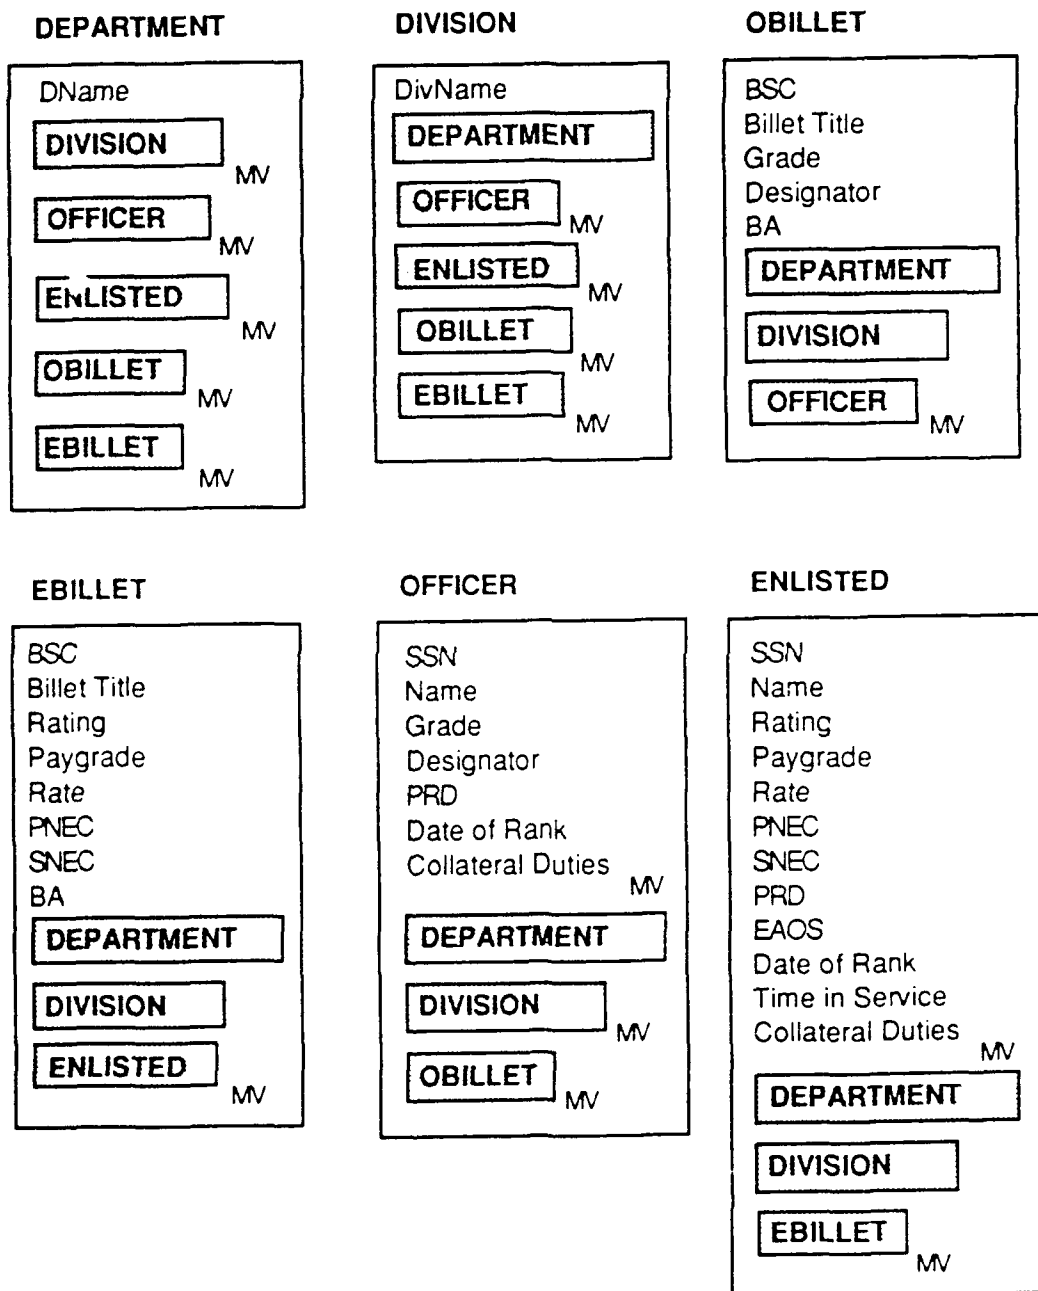 DEPARTMENT
DName
DIVISION
MV
OFFICER
MV
ENLISTED
MV
OBILLET
MV
EBILLET
MV
DIVISION
DivName
DEPARTMENT
OFFICER
MV
ENLISTED
MV
OBILLET
MV
EBILLET
MV
OBILLET
BSC
Billet Title
Grade
Designator
BA
DEPARTMENT
DIVISION
OFFICER
MV
EBILLET
BSC
Billet Title
Rating
Paygrade
Rate
PNEC
SNEC
BA
DEPARTMENT
DIVISION
ENLISTED
MV
OFFICER
SSN
Name
Grade
Designator
PRD
Date of Rank
Collateral Duties
MV
DEPARTMENT
DIVISION
MV
OBILLET
MV
ENLISTED
SSN
Name
Rating
Paygrade
Rate
PNEC
SNEC
PRD
EAOS
Date of Rank
Time in Service
Collateral Duties
MV
DEPARTMENT
DIVISION
EBILLET
MV